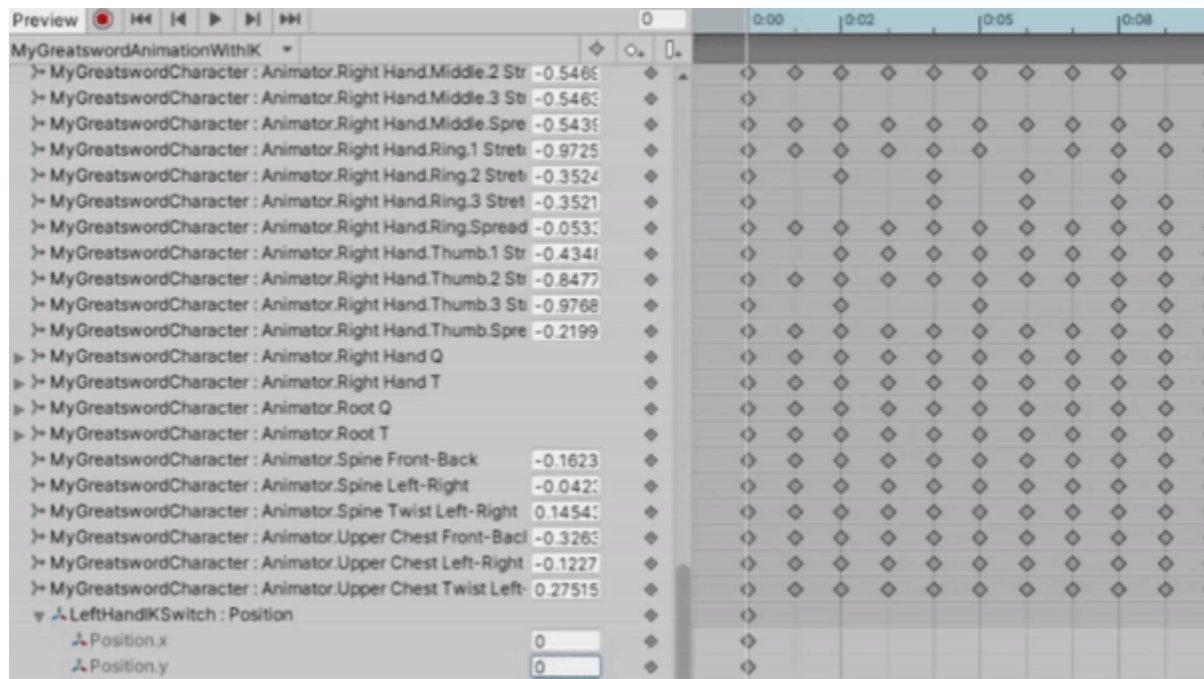 Preview 0 0:00 0:02 0:05 0:08
MyGreatswordAnimationWithIK
MyGreatswordCharacter : Animator.Right Hand.Middle.2 Str -0.5469
MyGreatswordCharacter : Animator.Right Hand.Middle.3 Str -0.5463
MyGreatswordCharacter : Animator.Right Hand.Middle.Spre -0.5439
MyGreatswordCharacter : Animator.Right Hand.Ring.1 Stretc -0.9725
MyGreatswordCharacter : Animator.Right Hand.Ring.2 Stret -0.3524
MyGreatswordCharacter : Animator.Right Hand.Ring.3 Stret -0.3521
MyGreatswordCharacter : Animator.Right Hand.Ring.Spread -0.053
MyGreatswordCharacter : Animator.Right Hand.Thumb.1 Str -0.434
MyGreatswordCharacter : Animator.Right Hand.Thumb.2 Str -0.8477
MyGreatswordCharacter : Animator.Right Hand.Thumb.3 St -0.9768
MyGreatswordCharacter : Animator.Right Hand.Thumb.Spre -0.2199
MyGreatswordCharacter : Animator.Right Hand Q
MyGreatswordCharacter : Animator.Right Hand T
MyGreatswordCharacter : Animator.Root Q
MyGreatswordCharacter : Animator.Root T
MyGreatswordCharacter : Animator.Spine Front-Back -0.1623
MyGreatswordCharacter : Animator.Spine Left-Right -0.042
MyGreatswordCharacter : Animator.Spine Twist Left-Right 0.1454
MyGreatswordCharacter : Animator.Upper Chest Front-Bacl -0.3263
MyGreatswordCharacter : Animator.Upper Chest Left-Right -0.1227
MyGreatswordCharacter : Animator.Upper Chest Twist Left- 0.27515
LeftHandIKSwitch : Position
Position.x 0
Position.y 0